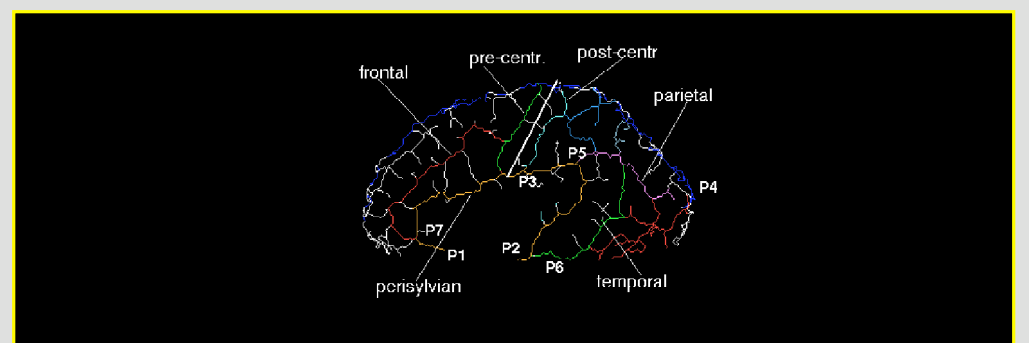 post-centr
pre-centr.
frontal
parietal
P5
P3
P4
P7
P2
P1
P6
temporal
perisylvian